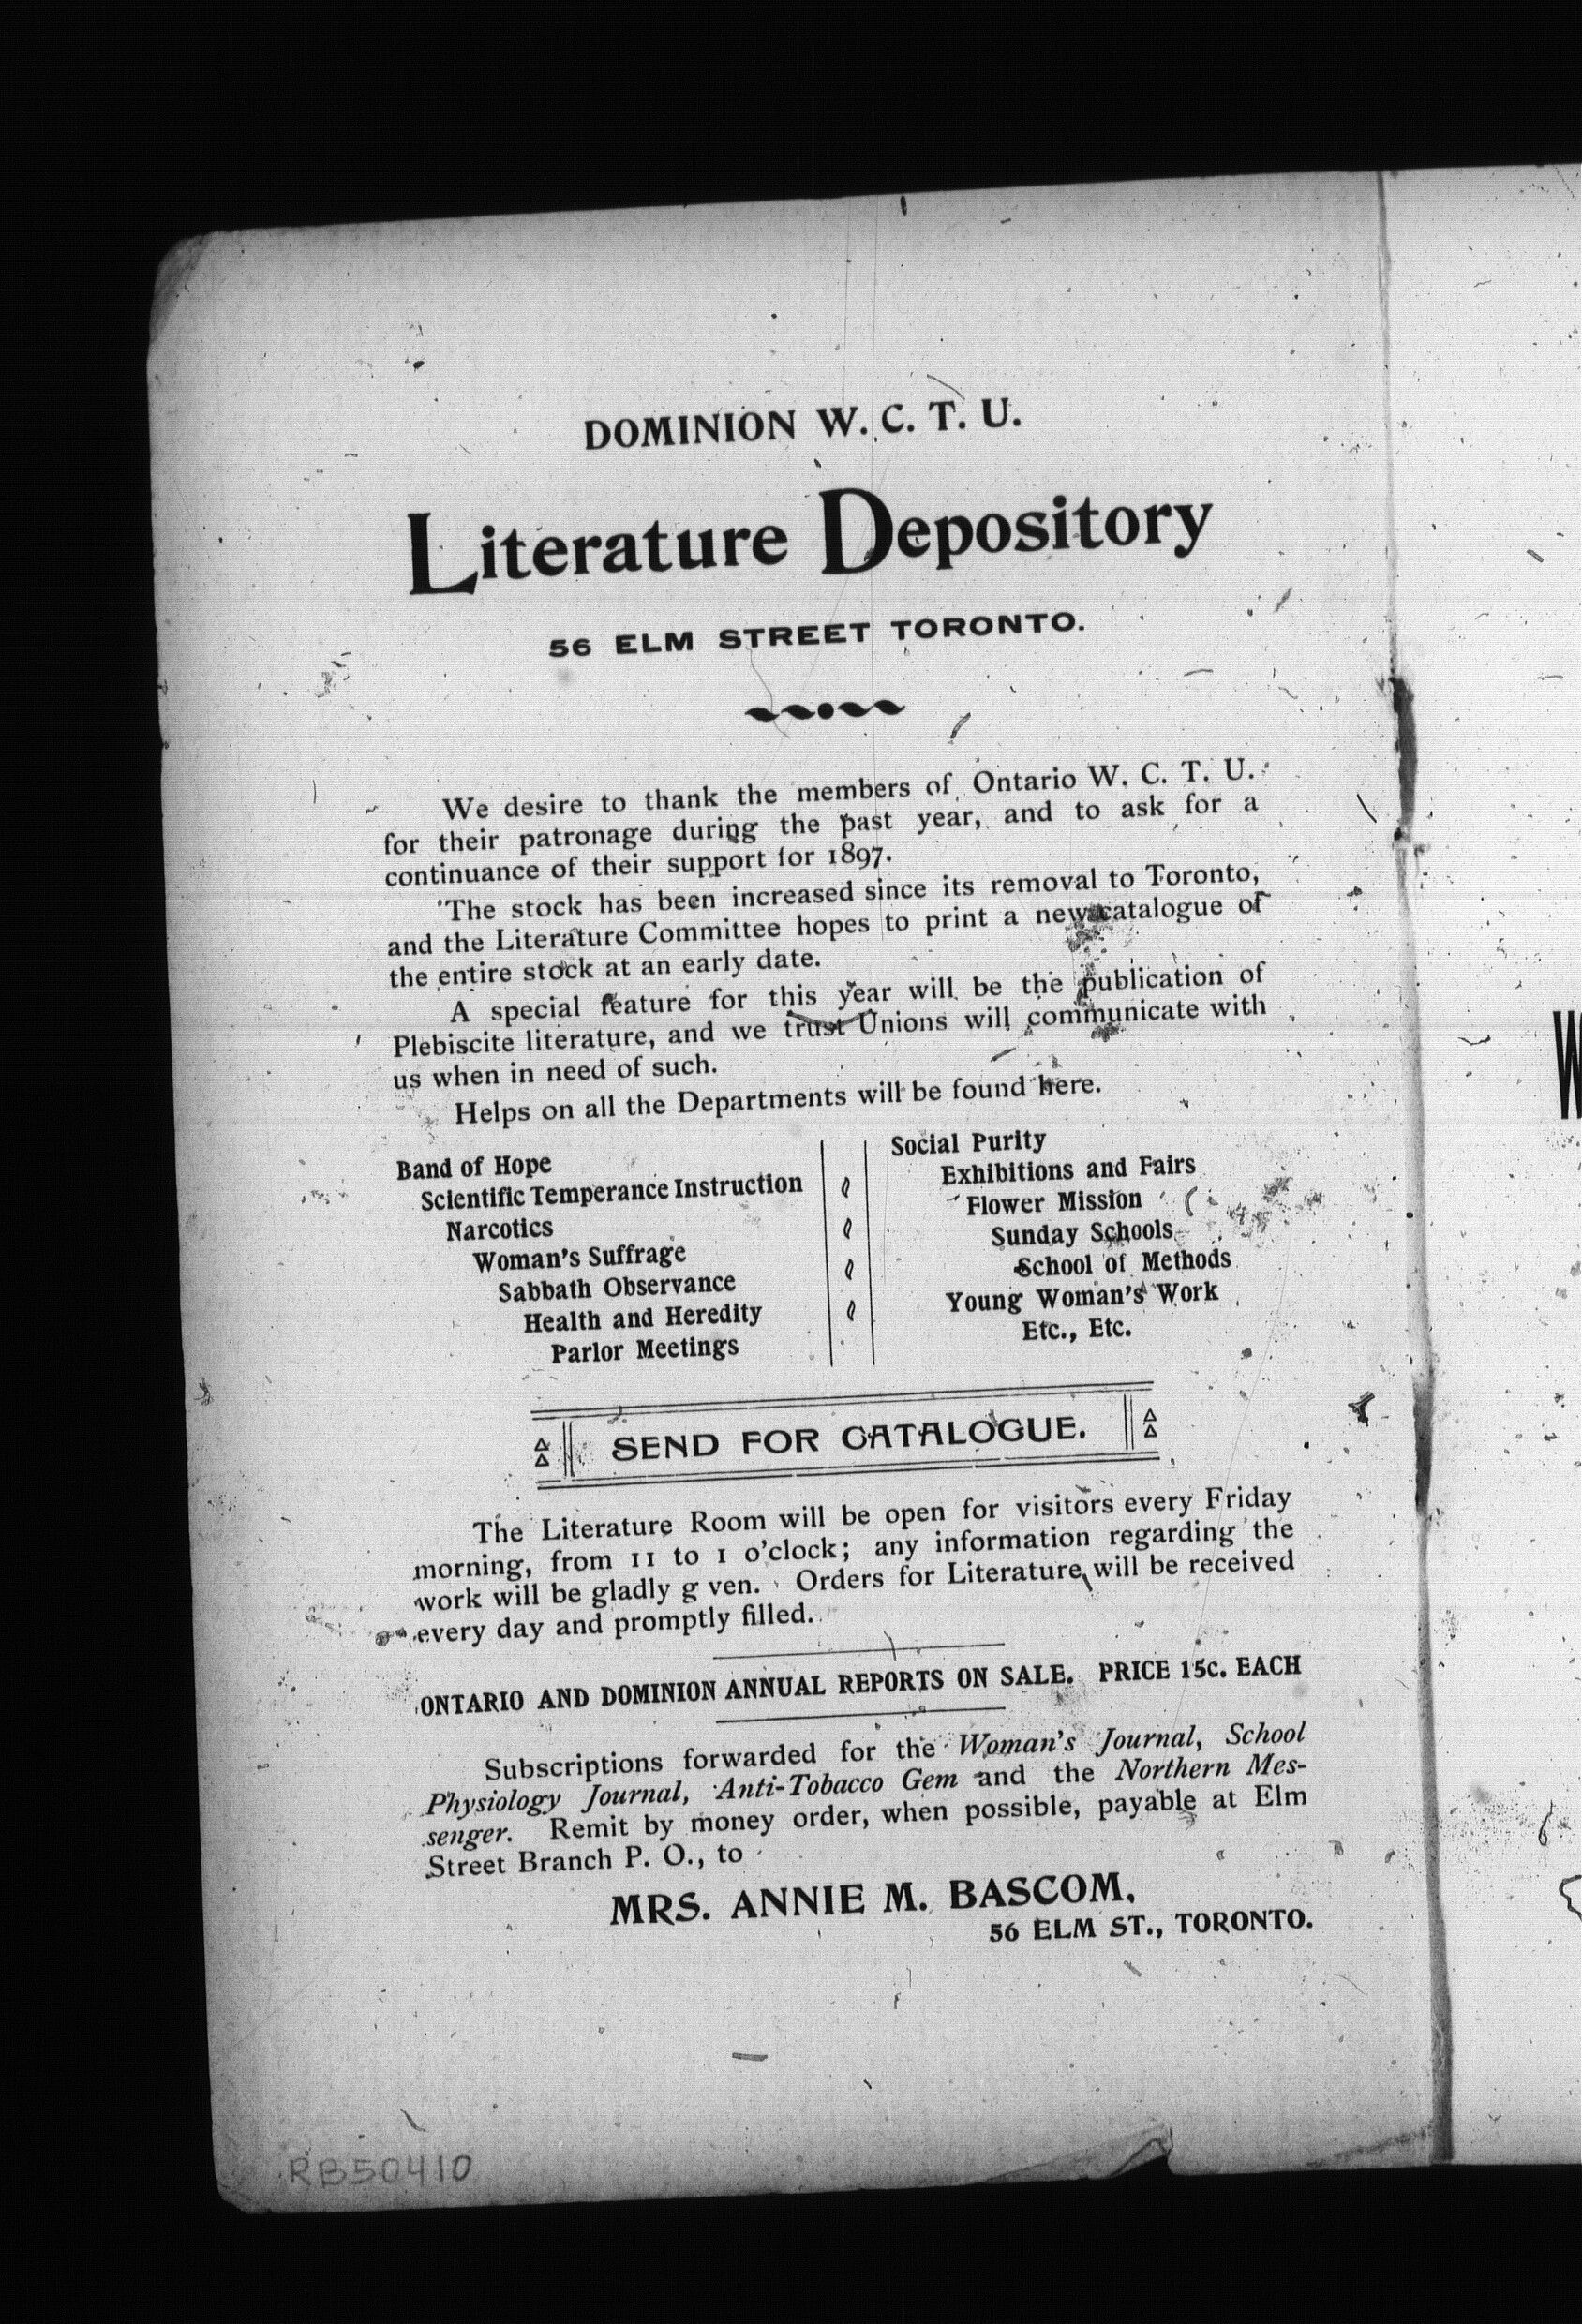 DOMINION W. C. T. U.
Literature Depository
56 ELM STREET TORONTO.
We desire to thank the members of Ontario W. C. T. U.
for their patronage during the past year, and to ask for a
continuance of their support for 1897.
The stock has been increased since its removal to Toronto,
and the Literature Committee hopes to print a new catalogue of
the entire stock at an early date.
A special feature for this year will be the publication of
Plebiscite literature, and we trust Unions will communicate with
us when in need of such.
Helps on all the Departments will be found here.
Band of Hope
Scientific Temperance Instruction
Narcotics
Woman's Suffrage
Sabbath Observance
Health and Heredity
Parlor Meetings
Social Purity
Exhibitions and Fairs
Flower Mission
Sunday Schools
School of Methods
Young Woman's Work
Etc., Etc.
SEND FOR CATALOGUE.
The Literature Room will be open for visitors every Friday
morning, from 11 to 1 o'clock; any information regarding the
work will be gladly g ven. Orders for Literature will be received
every day and promptly filled.
ONTARIO AND DOMINION ANNUAL REPORTS ON SALE. PRICE 15C. EACH
Subscriptions forwarded for the Woman's Journal, School
Physiology Journal, Anti-Tobacco Gem and the Northern Mes-
senger. Remit by money order, when possible, payable at Elm
Street Branch P. O., to
MRS. ANNIE M. BASCOM,
56 ELM ST., TORONTO.
RB50410
W